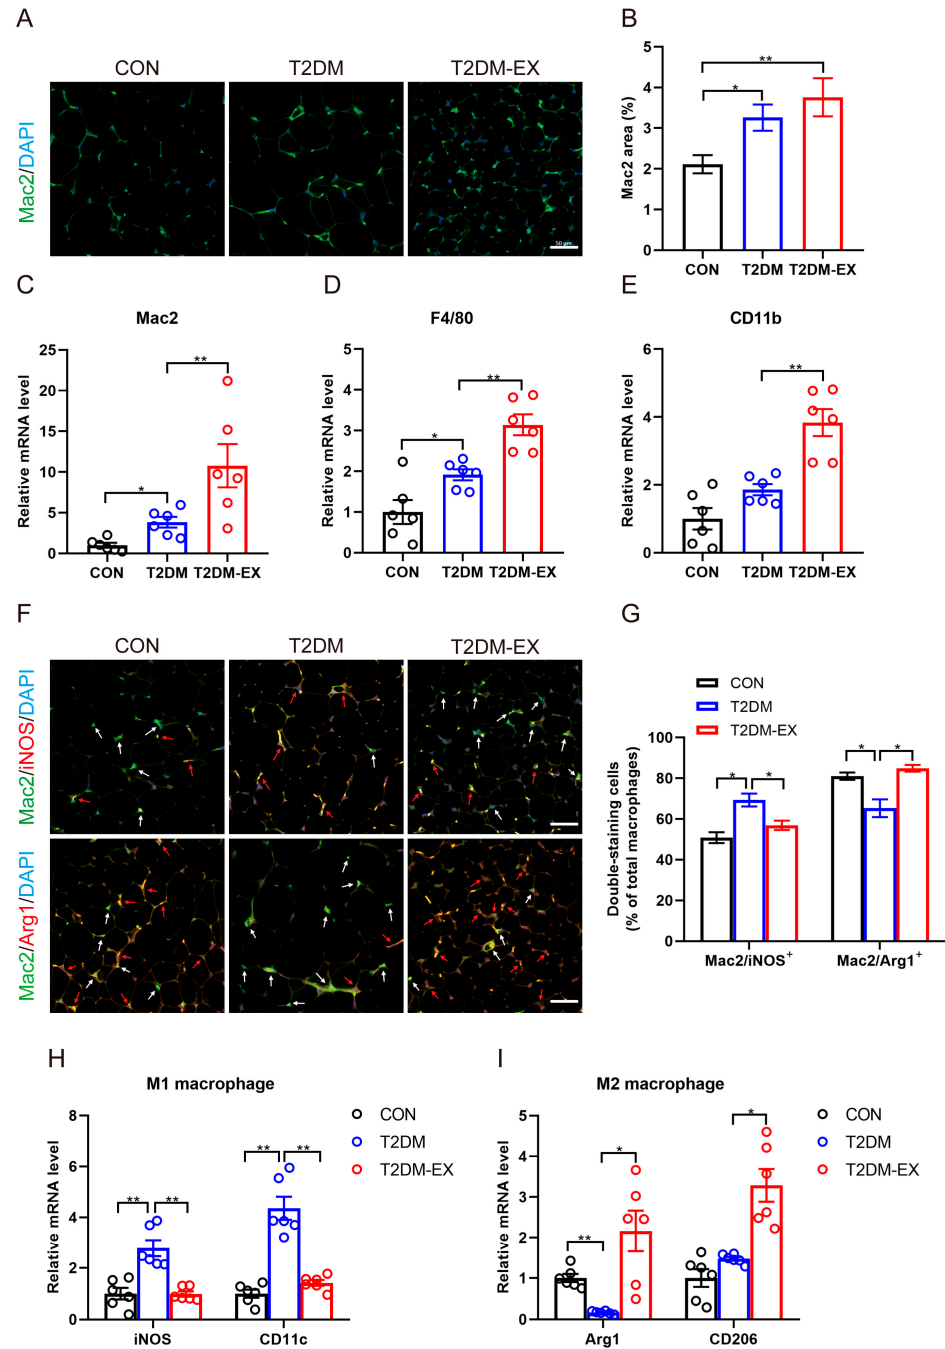 A
CON
T2DM
T2DM-EX
Mac2/DAPI
50 μm
B
Mac2 area (%)
5
4
3
2
1
0
*
**
CON
T2DM
T2DM-EX
C
Mac2
Relative mRNA level
25
20
15
10
5
0
*
**
CON
T2DM
T2DM-EX
D
F4/80
Relative mRNA level
5
4
3
2
1
0
*
**
CON
T2DM
T2DM-EX
E
CD11b
Relative mRNA level
6
4
2
0
**
CON
T2DM
T2DM-EX
F
CON
T2DM
T2DM-EX
Mac2/iNOS/DAPI
Mac2/Arg1/DAPI
G
CON
T2DM
T2DM-EX
Double-staining cells
(% of total macrophages)
100
80
60
40
20
0
* *
* *
Mac2/iNOS⁺
Mac2/Arg1⁺
H
M1 macrophage
CON
T2DM
T2DM-EX
Relative mRNA level
8
6
4
2
0
** **
** **
iNOS
CD11c
I
M2 macrophage
CON
T2DM
T2DM-EX
Relative mRNA level
5
4
3
2
1
0
**
*
*
Arg1
CD206